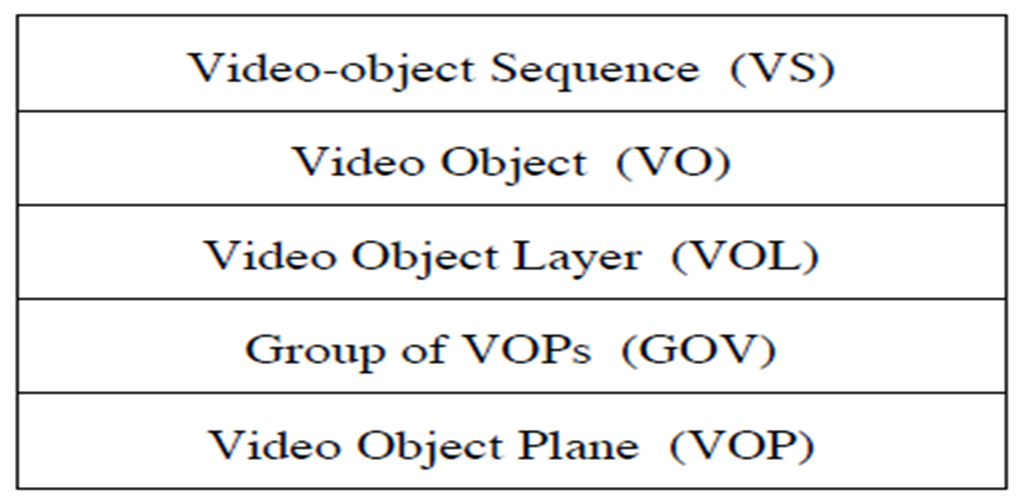 Video-object Sequence (VS)
Video Object (VO)
Video Object Layer (VOL)
Group of VOPs (GOV)
Video Object Plane (VOP)